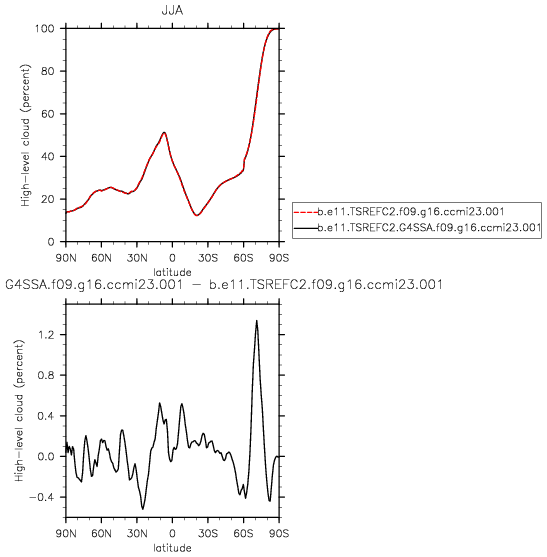 JJA
100
80
60
40
20
0
High-level cloud (percent)
90N 60N 30N 0 30S 60S 90S
latitude
b.e11.TSREFC2.f09.g16.ccmi23.001
b.e11.TSREFC2.G4SSA.f09.g16.ccmi23.001
G4SSA.f09.g16.ccmi23.001 − b.e11.TSREFC2.f09.g16.ccmi23.001
1.2
0.8
0.4
0.0
−0.4
High-level cloud (percent)
90N 60N 30N 0 30S 60S 90S
latitude